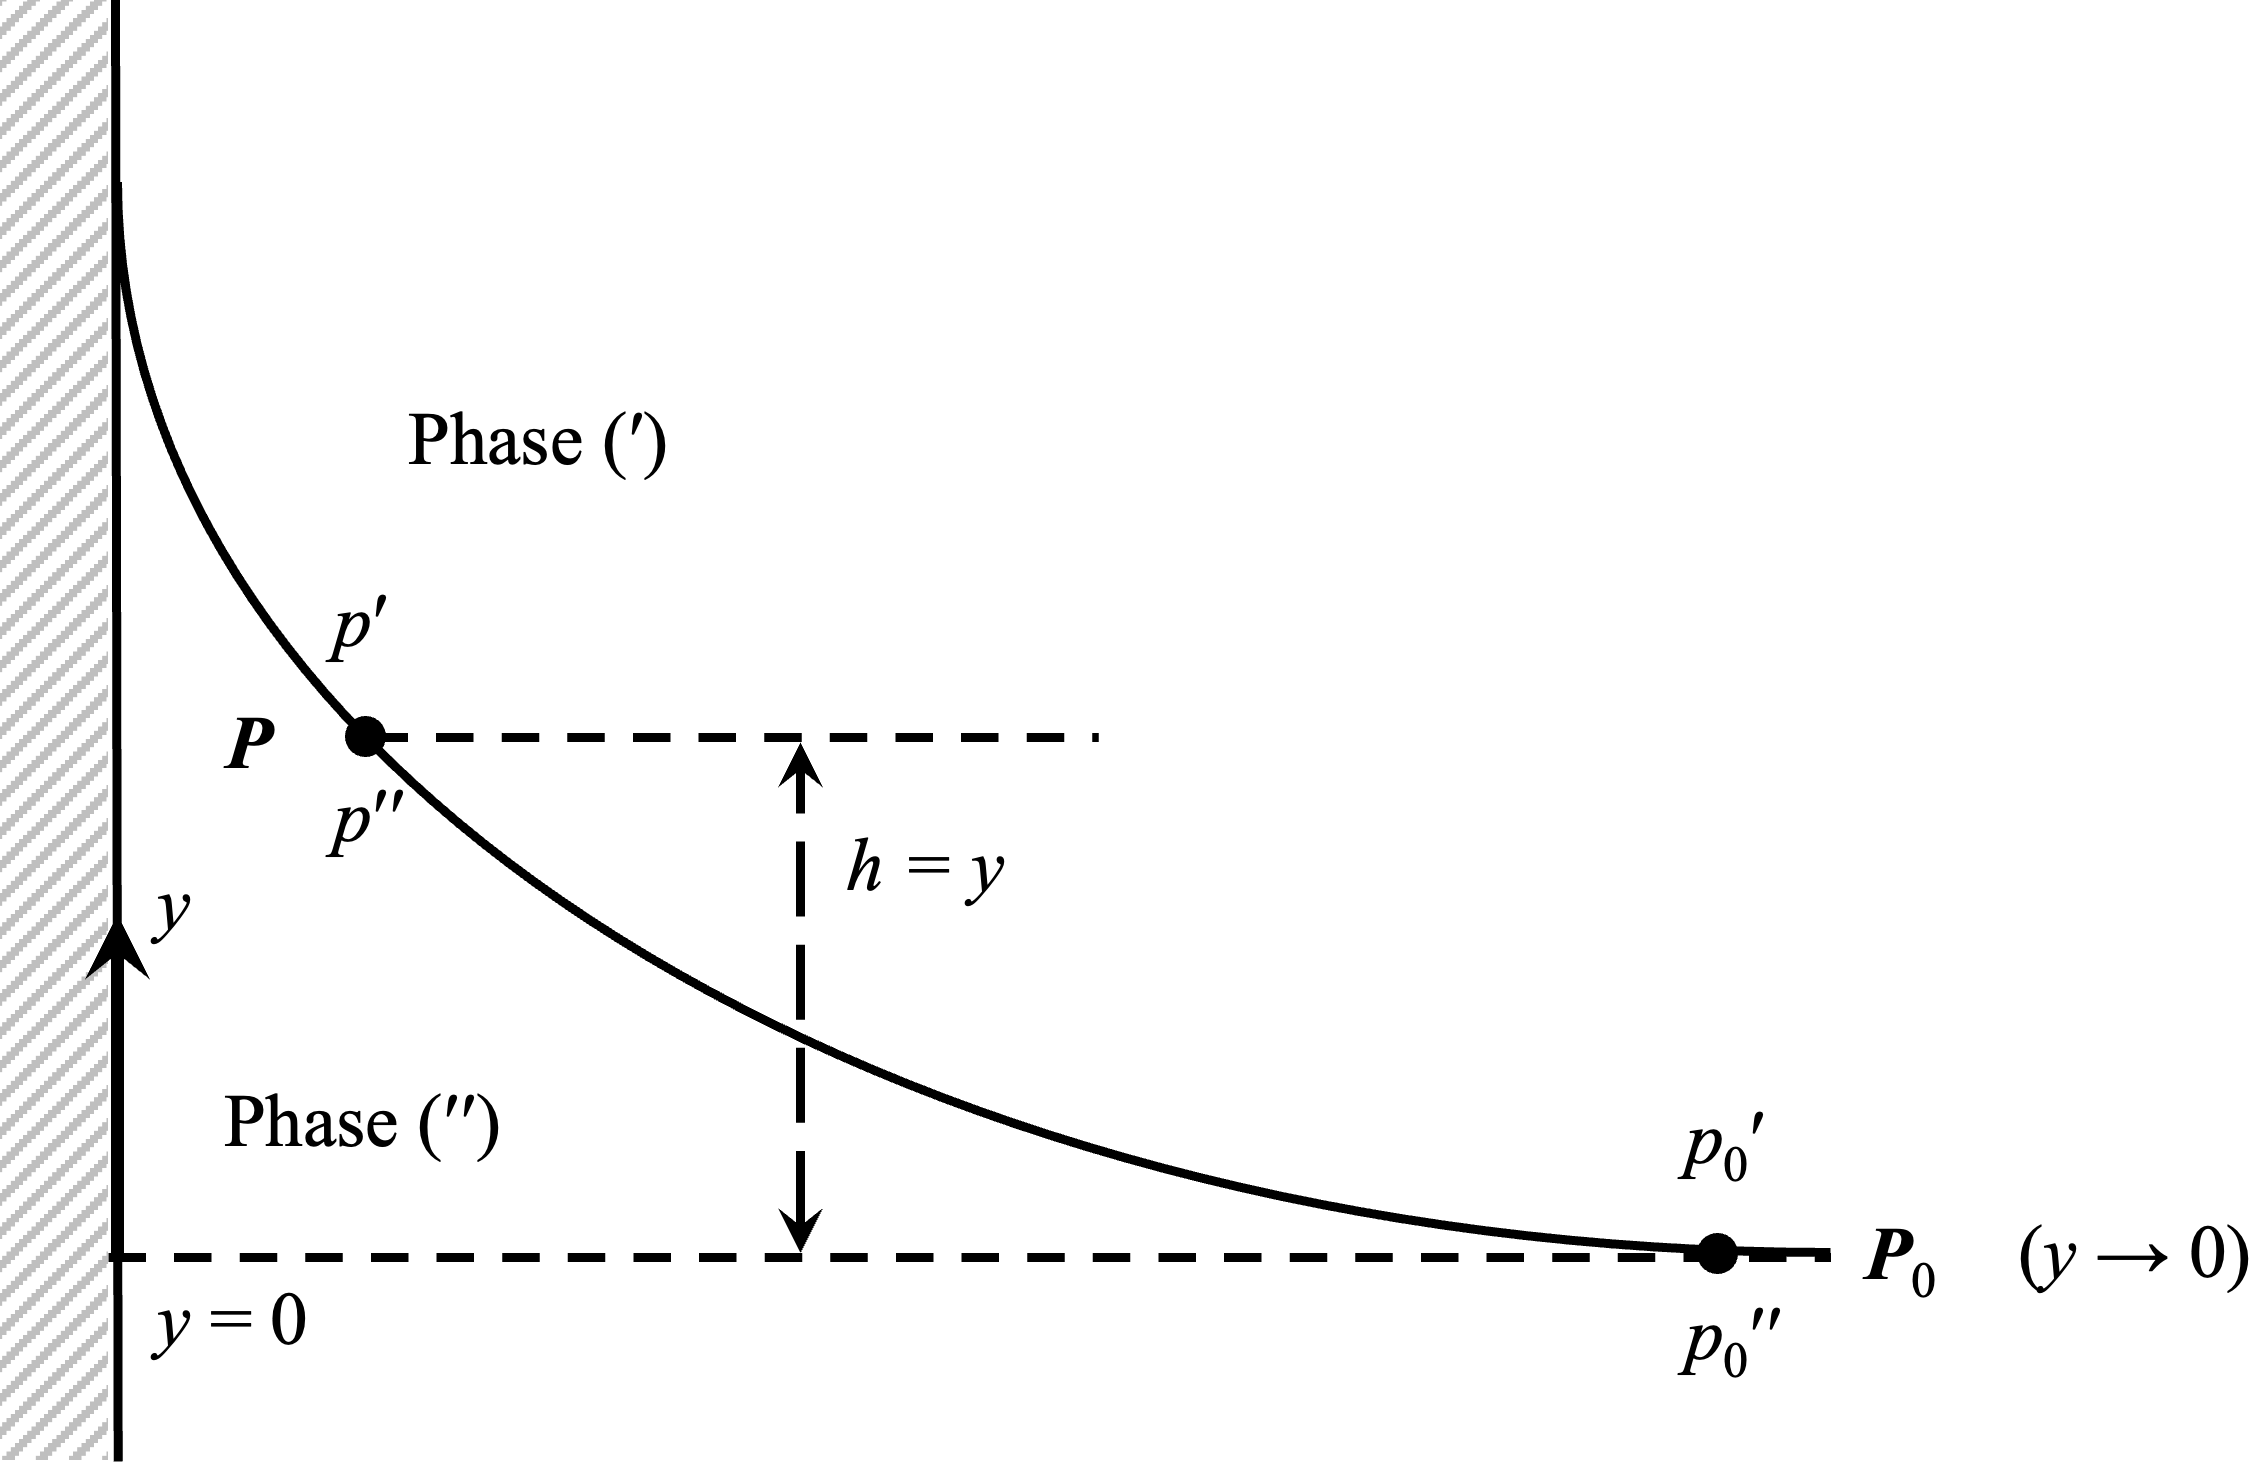 Phase (′)
p′
P
p″
h = y
y
Phase (″)
p₀′
P₀ (y → 0)
y = 0
p₀″